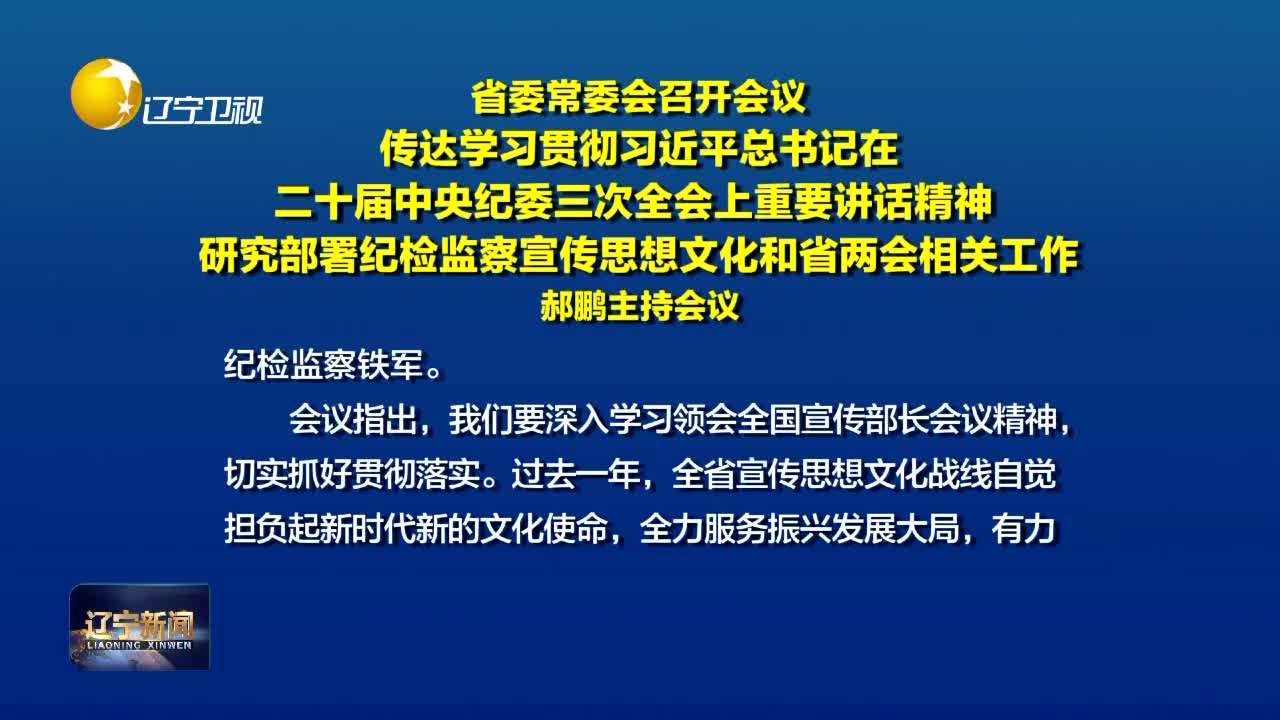 辽宁卫视
省委常委会召开会议
传达学习贯彻习近平总书记在
二十届中央纪委三次全会上重要讲话精神
研究部署纪检监察宣传思想文化和省两会相关工作
郝鹏主持会议
纪检监察铁军。
会议指出，我们要深入学习领会全国宣传部长会议精神，
切实抓好贯彻落实。过去一年，全省宣传思想文化战线自觉
担负起新时代新的文化使命，全力服务振兴发展大局，有力
辽宁新闻
LIAONING XINWEN